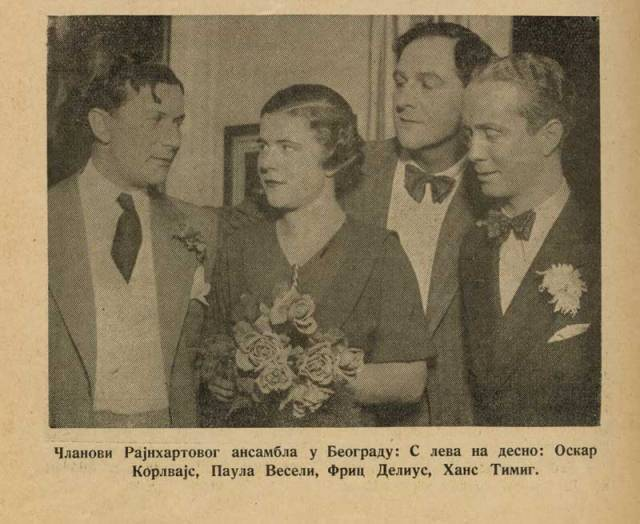 Чланови Рајнхартовог ансамбла у Београду: С лева на десно: Оскар
Корлвајс, Паула Весели, Фриц Делиус, Ханс Тимиг.